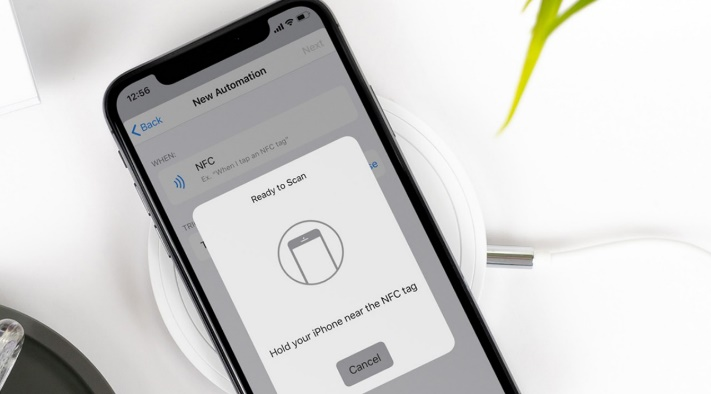 12:56
Next
Back
New Automation
WHEN:
NFC
Ex. "When I tap an NFC tag"
Ready to Scan
Hold your iPhone near the NFC tag
Cancel